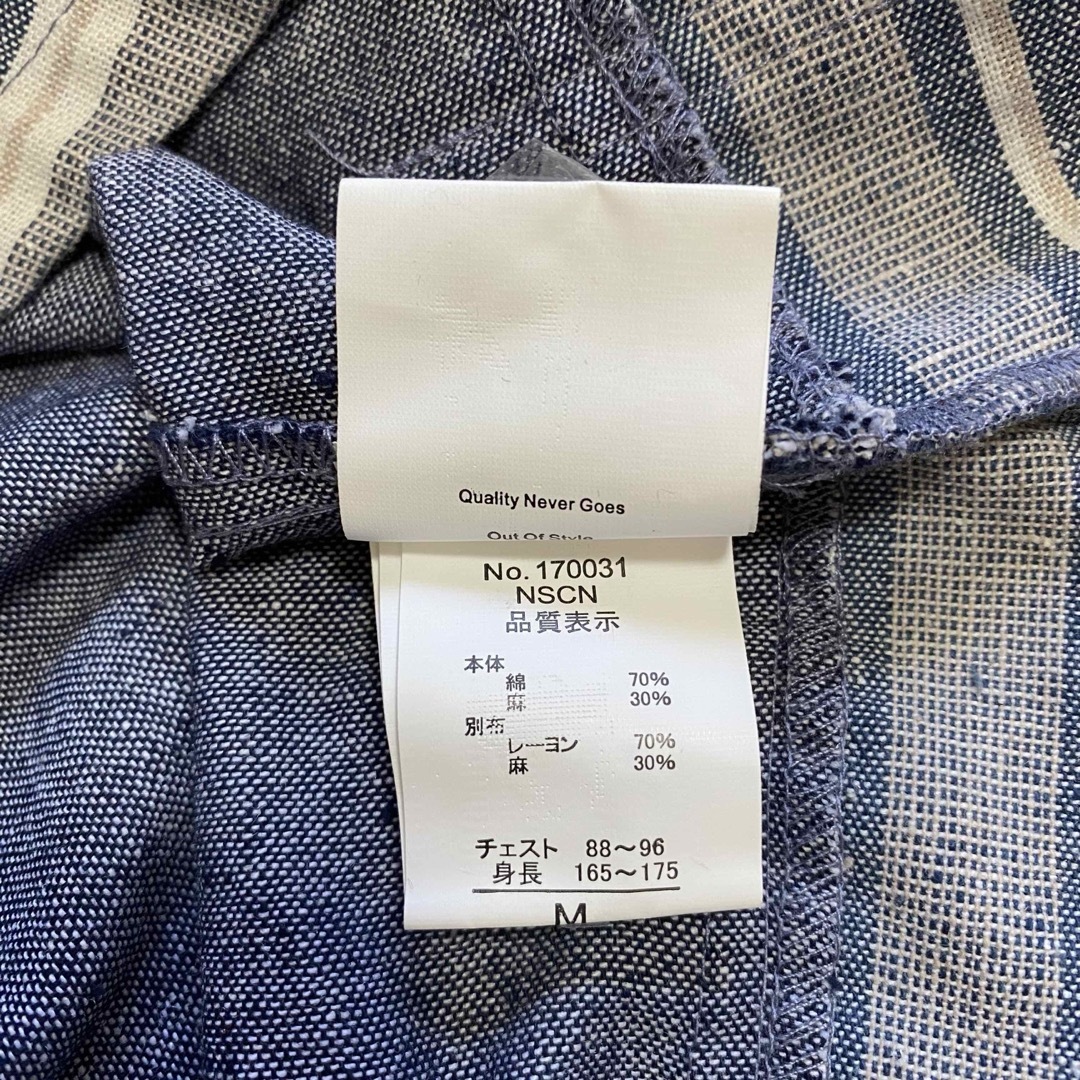 Quality Never Goes
Out Of Style
No. 170031
NSCN
品質表示
本体
綿 70%
麻 30%
別布
レーヨン 70%
麻 30%
チェスト 88～96
身長 165～175
M